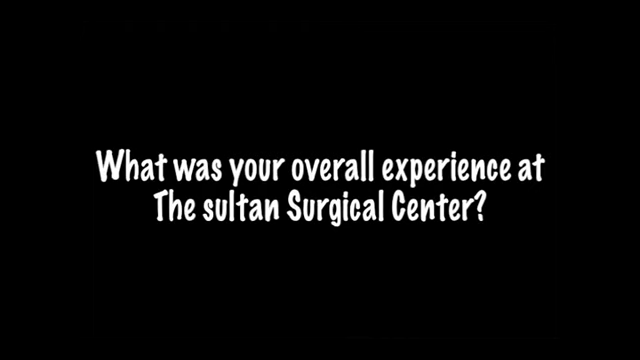 What was your overall experience at
The sultan Surgical Center?